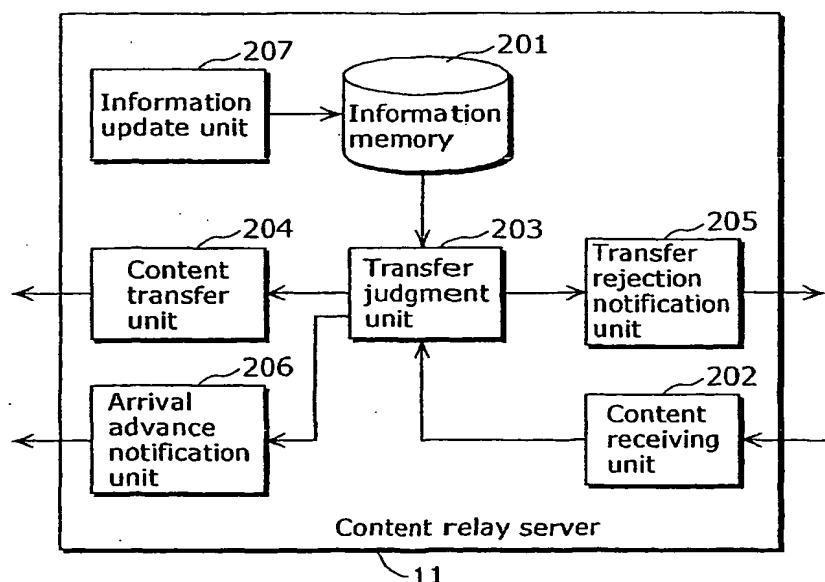 207
201
Information
update unit
Information
memory
204
203
205
Content
transfer
unit
Transfer
judgment
unit
Transfer
rejection
notification
unit
206
202
Arrival
advance
notification
unit
Content
receiving
unit
Content relay server
11